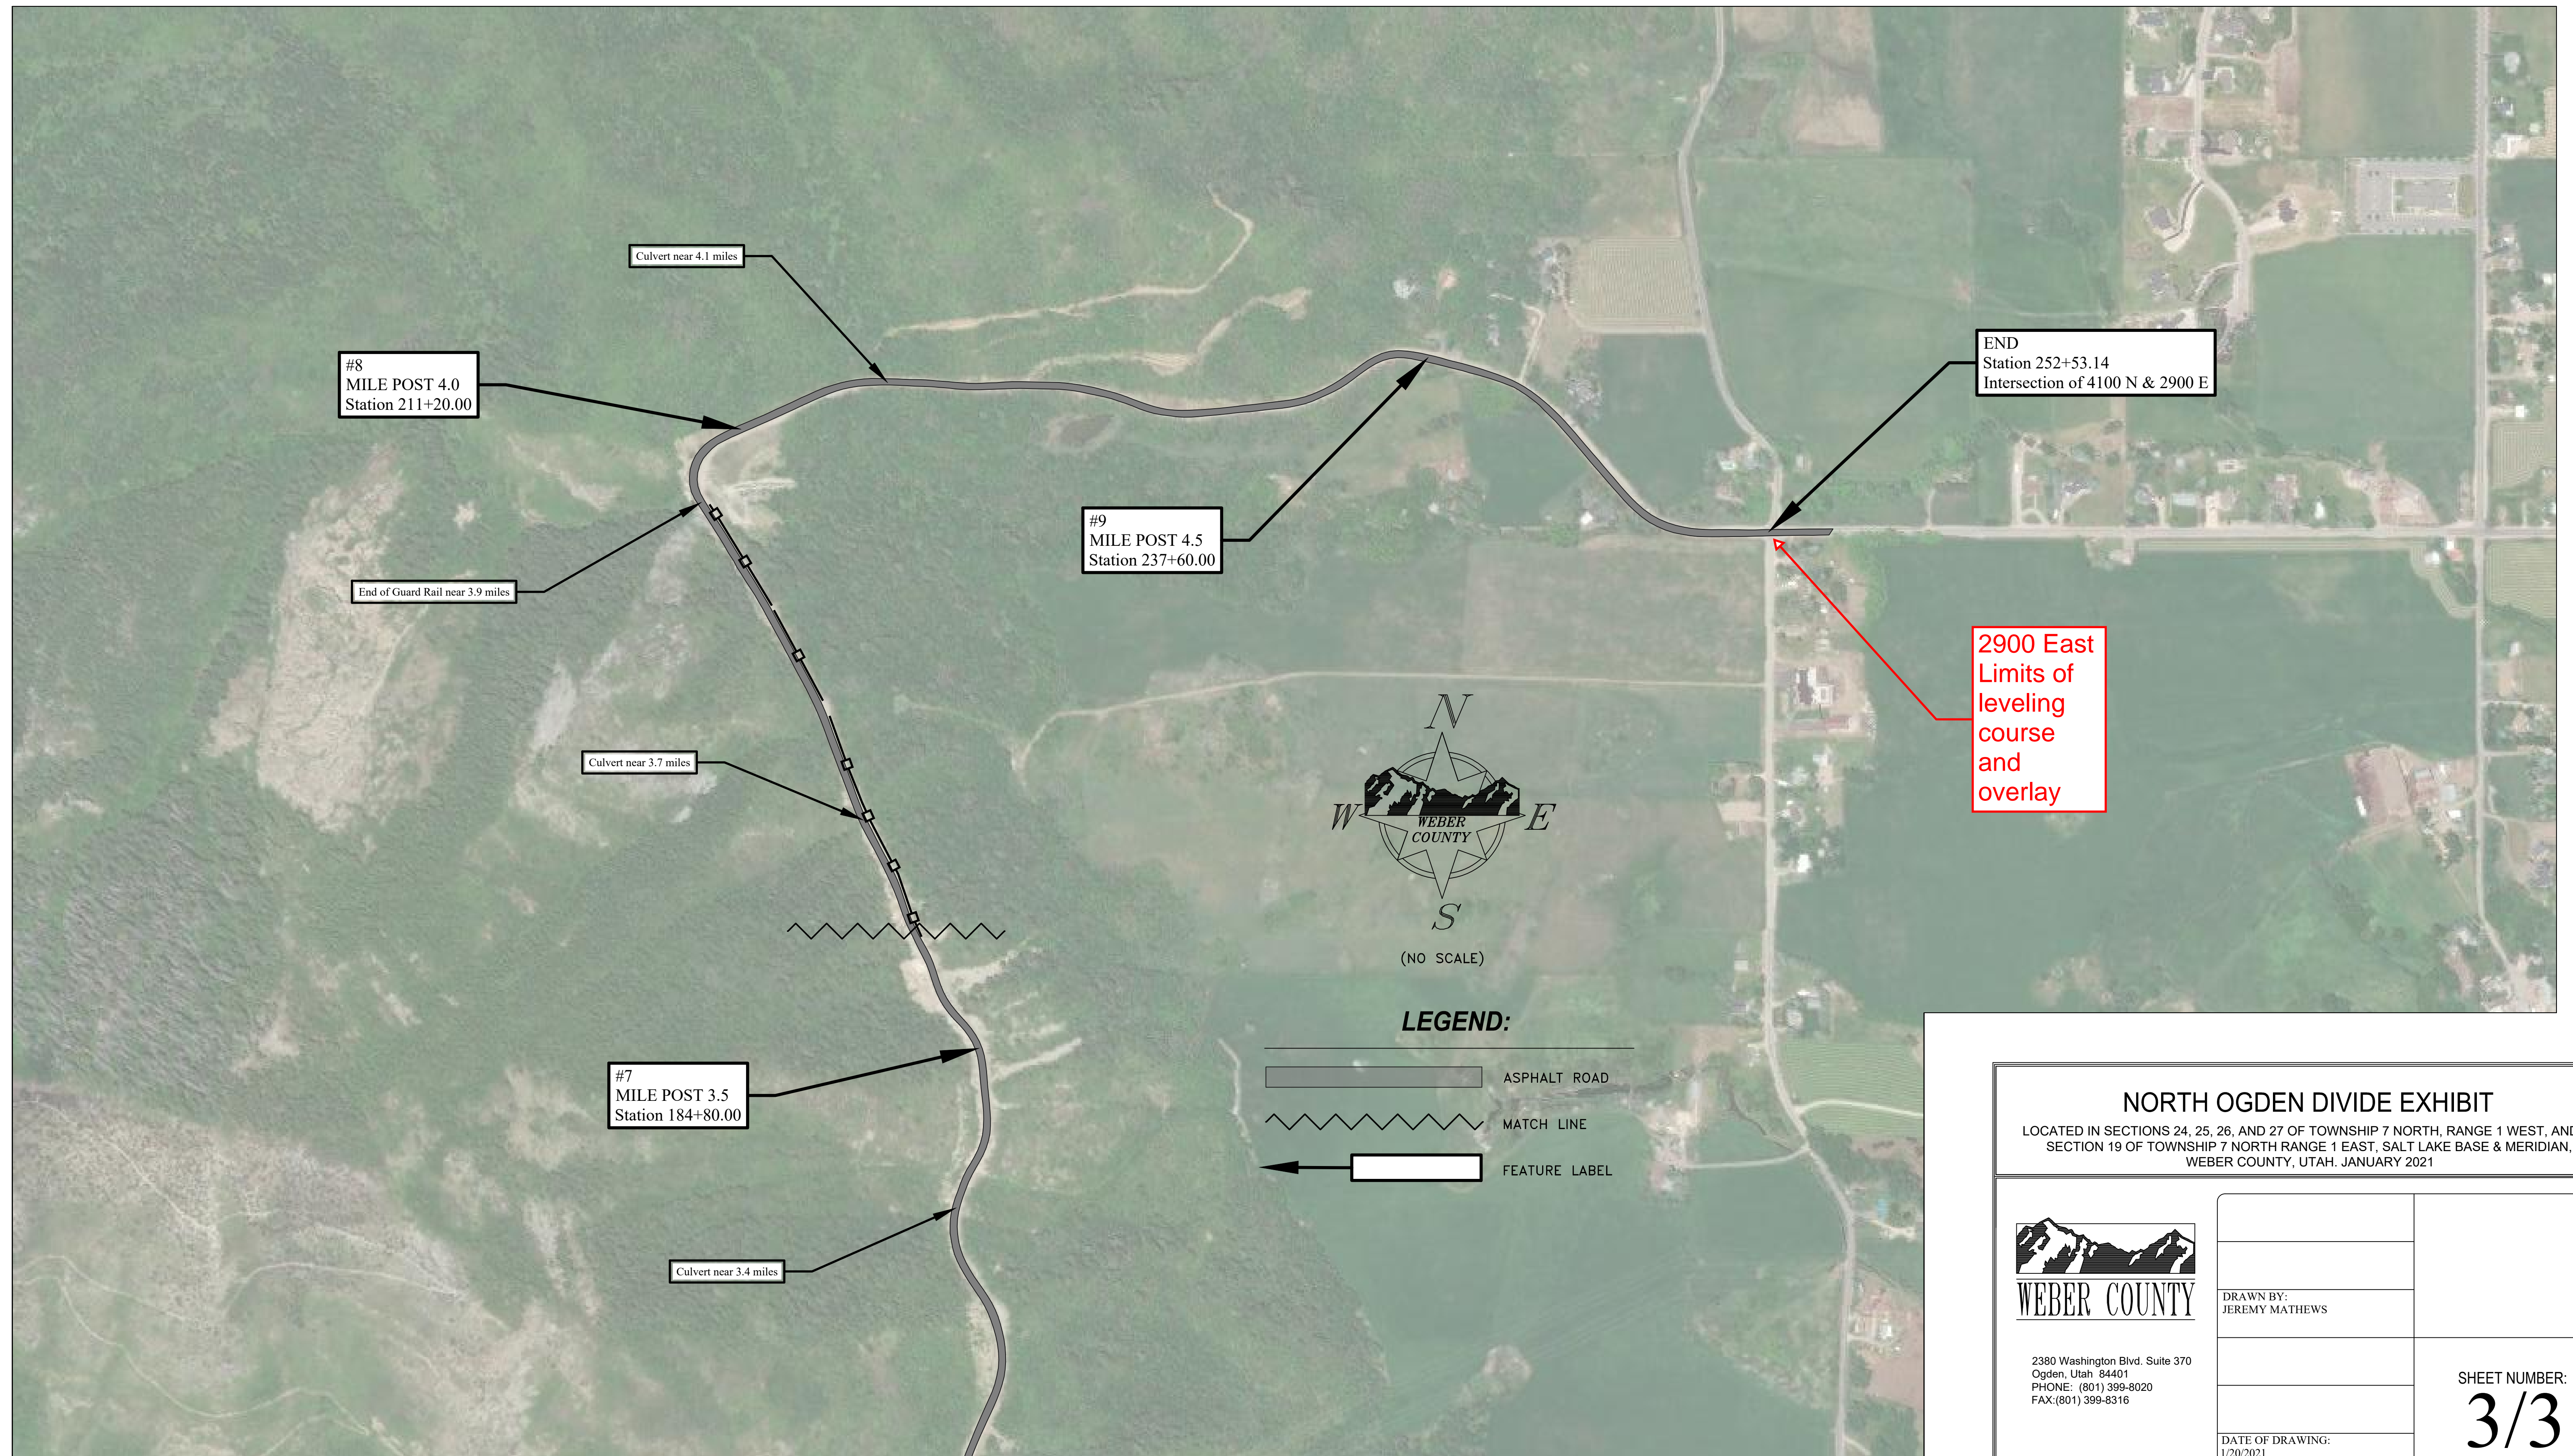 Culvert near 4.1 miles
#8
MILE POST 4.0
Station 211+20.00
END
Station 252+53.14
Intersection of 4100 N & 2900 E
#9
MILE POST 4.5
Station 237+60.00
End of Guard Rail near 3.9 miles
2900 East
Limits of
leveling
course
and
overlay
Culvert near 3.7 miles
N
W
E
WEBER
COUNTY
S
(NO SCALE)
LEGEND:
ASPHALT ROAD
MATCH LINE
FEATURE LABEL
#7
MILE POST 3.5
Station 184+80.00
Culvert near 3.4 miles
NORTH OGDEN DIVIDE EXHIBIT
LOCATED IN SECTIONS 24, 25, 26, AND 27 OF TOWNSHIP 7 NORTH, RANGE 1 WEST, AND
SECTION 19 OF TOWNSHIP 7 NORTH RANGE 1 EAST, SALT LAKE BASE & MERIDIAN,
WEBER COUNTY, UTAH. JANUARY 2021
WEBER COUNTY
2380 Washington Blvd. Suite 370
Ogden, Utah 84401
PHONE: (801) 399-8020
FAX:(801) 399-8316
DRAWN BY:
JEREMY MATHEWS
DATE OF DRAWING:
1/20/2021
SHEET NUMBER:
3/3